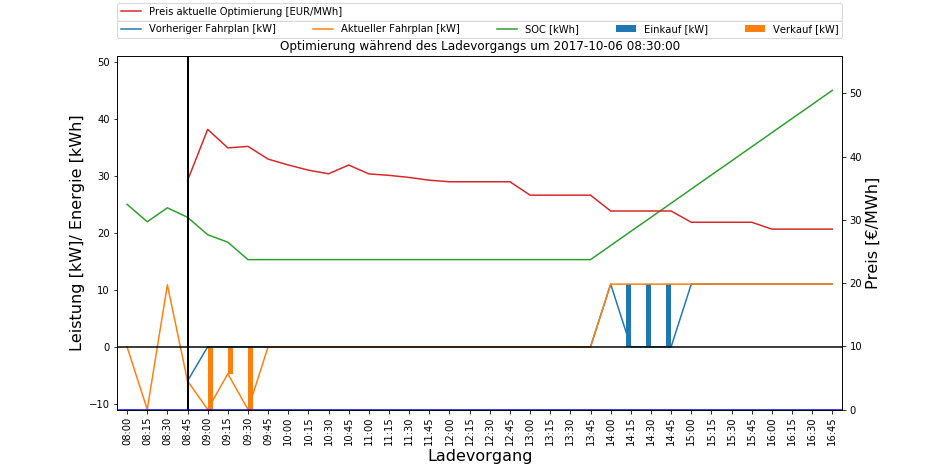 Preis aktuelle Optimierung [EUR/MWh]
Vorheriger Fahrplan [kW] Aktueller Fahrplan [kW] SOC [kWh] Einkauf [kW] Verkauf [kW]
Optimierung während des Ladevorgangs um 2017-10-06 08:30:00
Leistung [kW]/ Energie [kWh]
50
40
30
20
10
0
−10
50
40
30
20
10
0
Preis [€/MWh]
08:00 08:15 08:30 08:45 09:00 09:15 09:30 09:45 10:00 10:15 10:30 10:45 11:00 11:15 11:30 11:45 12:00 12:15 12:30 12:45 13:00 13:15 13:30 13:45 14:00 14:15 14:30 14:45 15:00 15:15 15:30 15:45 16:00 16:15 16:30 16:45
Ladevorgang